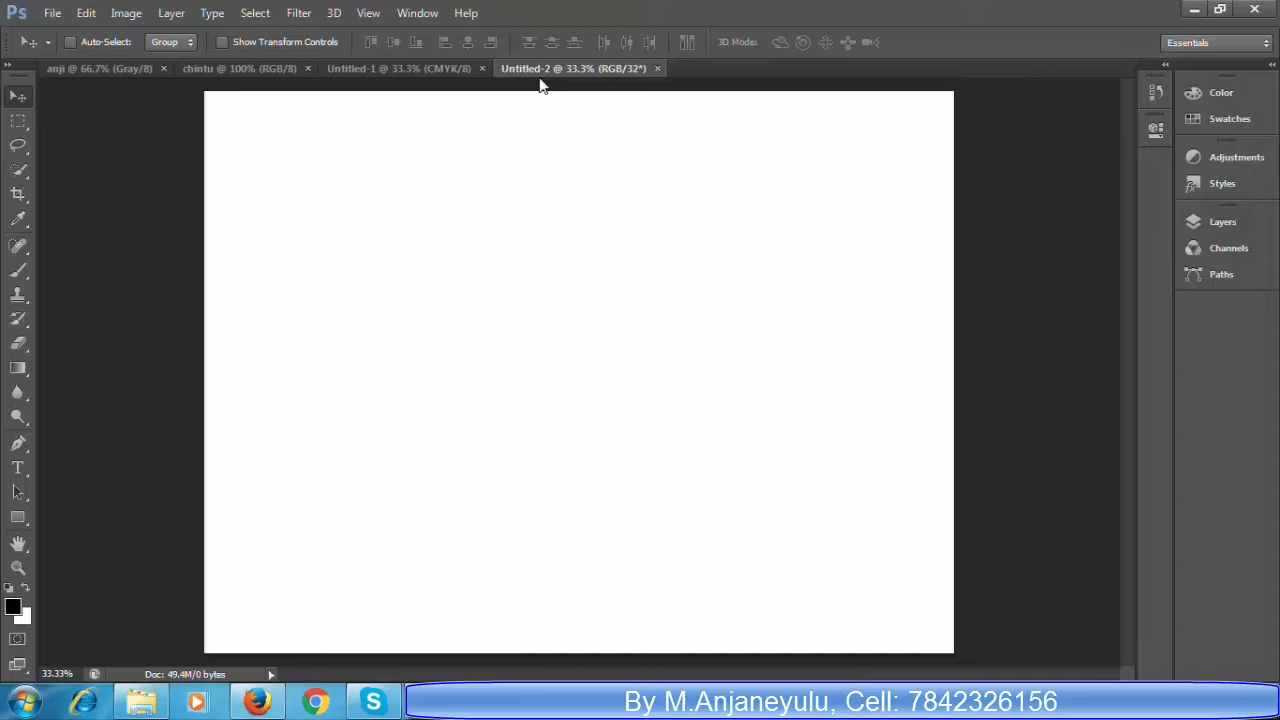 Ps File Edit Image Layer Type Select Filter 3D View Window Help
Auto-Select: Group Show Transform Controls 3D Mode: Essentials
anji @ 66.7% (Gray/8) × chintu @ 100% (RGB/8) × Untitled-1 @ 33.3% (CMYK/8) × Untitled-2 @ 33.3% (RGB/32*) ×
Color
Swatches
Adjustments
Styles
Layers
Channels
Paths
33.33% Doc: 49.4M/0 bytes
By M.Anjaneyulu, Cell: 7842326156